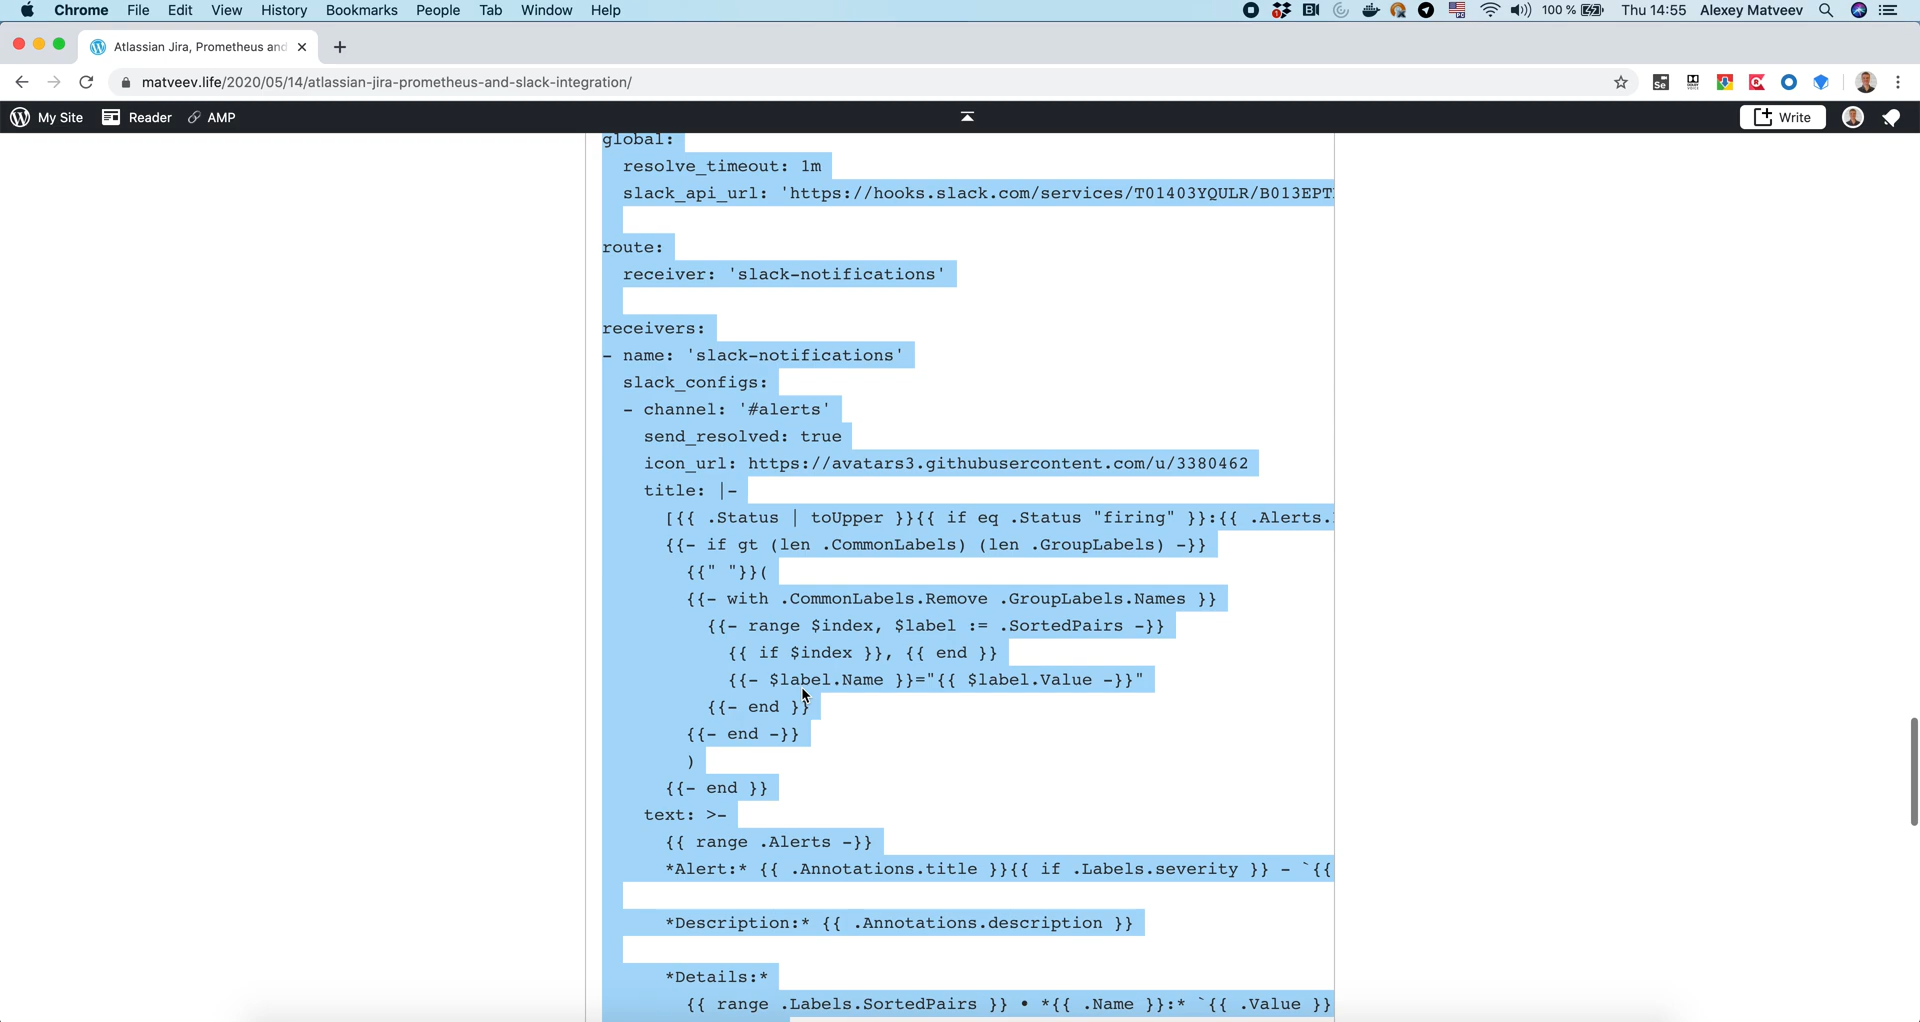 Chrome File Edit View History Bookmarks People Tab Window Help 100 % Thu 14:55 Alexey Matveev
Atlassian Jira, Prometheus and
matveev.life/2020/05/14/atlassian-jira-prometheus-and-slack-integration/
My Site Reader AMP Write
global:
resolve_timeout: 1m
slack_api_url: 'https://hooks.slack.com/services/T01403YQULR/B013EPT
route:
receiver: 'slack-notifications'
receivers:
- name: 'slack-notifications'
slack_configs:
- channel: '#alerts'
send_resolved: true
icon_url: https://avatars3.githubusercontent.com/u/3380462
title: |-
[{{ .Status | toUpper }}{{ if eq .Status "firing" }}:{{ .Alerts.
{{- if gt (len .CommonLabels) (len .GroupLabels) -}}
{{" "}}(
{{- with .CommonLabels.Remove .GroupLabels.Names }}
{{- range $index, $label := .SortedPairs -}}
{{ if $index }}, {{ end }}
{{- $label.Name }}="{{ $label.Value -}}"
{{- end }}
{{- end -}}
)
{{- end }}
text: >-
{{ range .Alerts -}}
*Alert:* {{ .Annotations.title }}{{ if .Labels.severity }} - `{{
*Description:* {{ .Annotations.description }}
*Details:*
{{ range .Labels.SortedPairs }} • *{{ .Name }}:* `{{ .Value }}